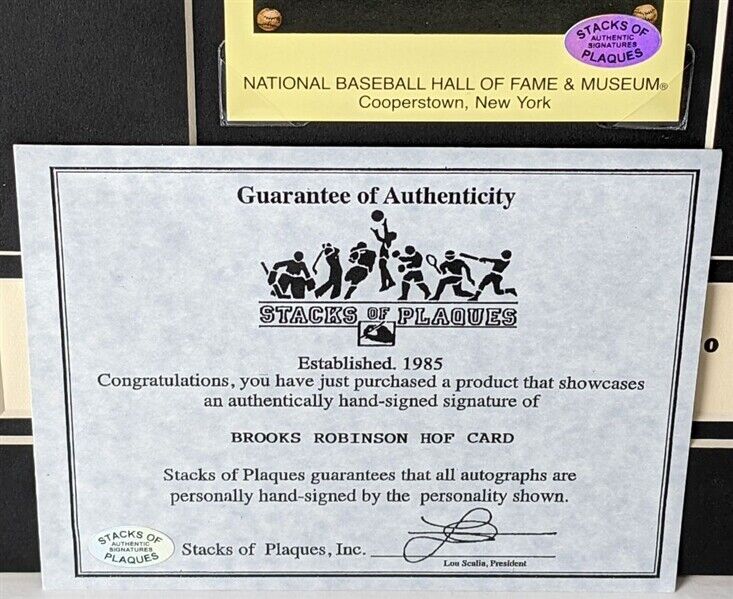 STACKS OF
AUTHENTIC
SIGNATURES
PLAQUES
NATIONAL BASEBALL HALL OF FAME & MUSEUM®
Cooperstown, New York
Guarantee of Authenticity
STACKS OF PLAQUES
Established. 1985
Congratulations, you have just purchased a product that showcases
an authentically hand-signed signature of
BROOKS ROBINSON HOF CARD
Stacks of Plaques guarantees that all autographs are
personally hand-signed by the personality shown.
STACKS OF
AUTHENTIC
SIGNATURES
PLAQUES
Stacks of Plaques, Inc.
Lou Scalia, President